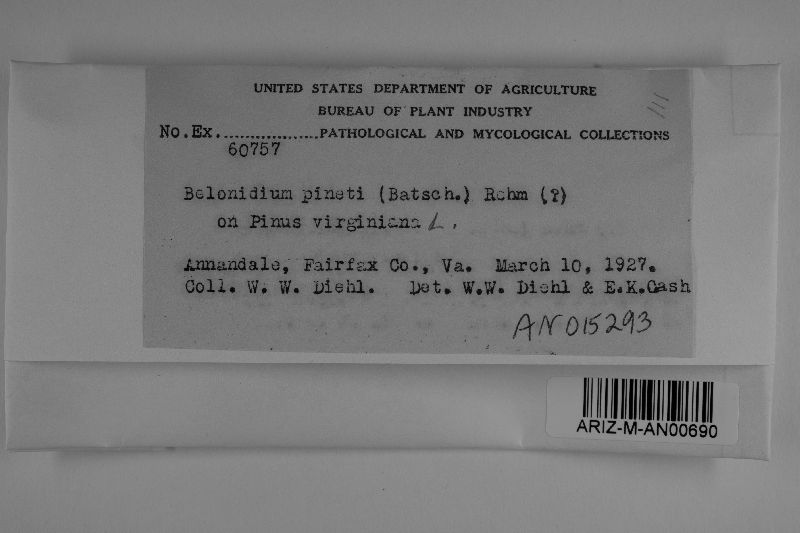 UNITED STATES DEPARTMENT OF AGRICULTURE
BUREAU OF PLANT INDUSTRY
No. Ex. .................. PATHOLOGICAL AND MYCOLOGICAL COLLECTIONS
60757
Belonidium pineti (Batsch.) Rehm (?)
on Pinus virginiana L.
Annandale, Fairfax Co., Va. March 10, 1927.
Coll. W. W. Diehl. Det. W.W. Diehl & E.K.Cash
AN015293
ARIZ-M-AN00690